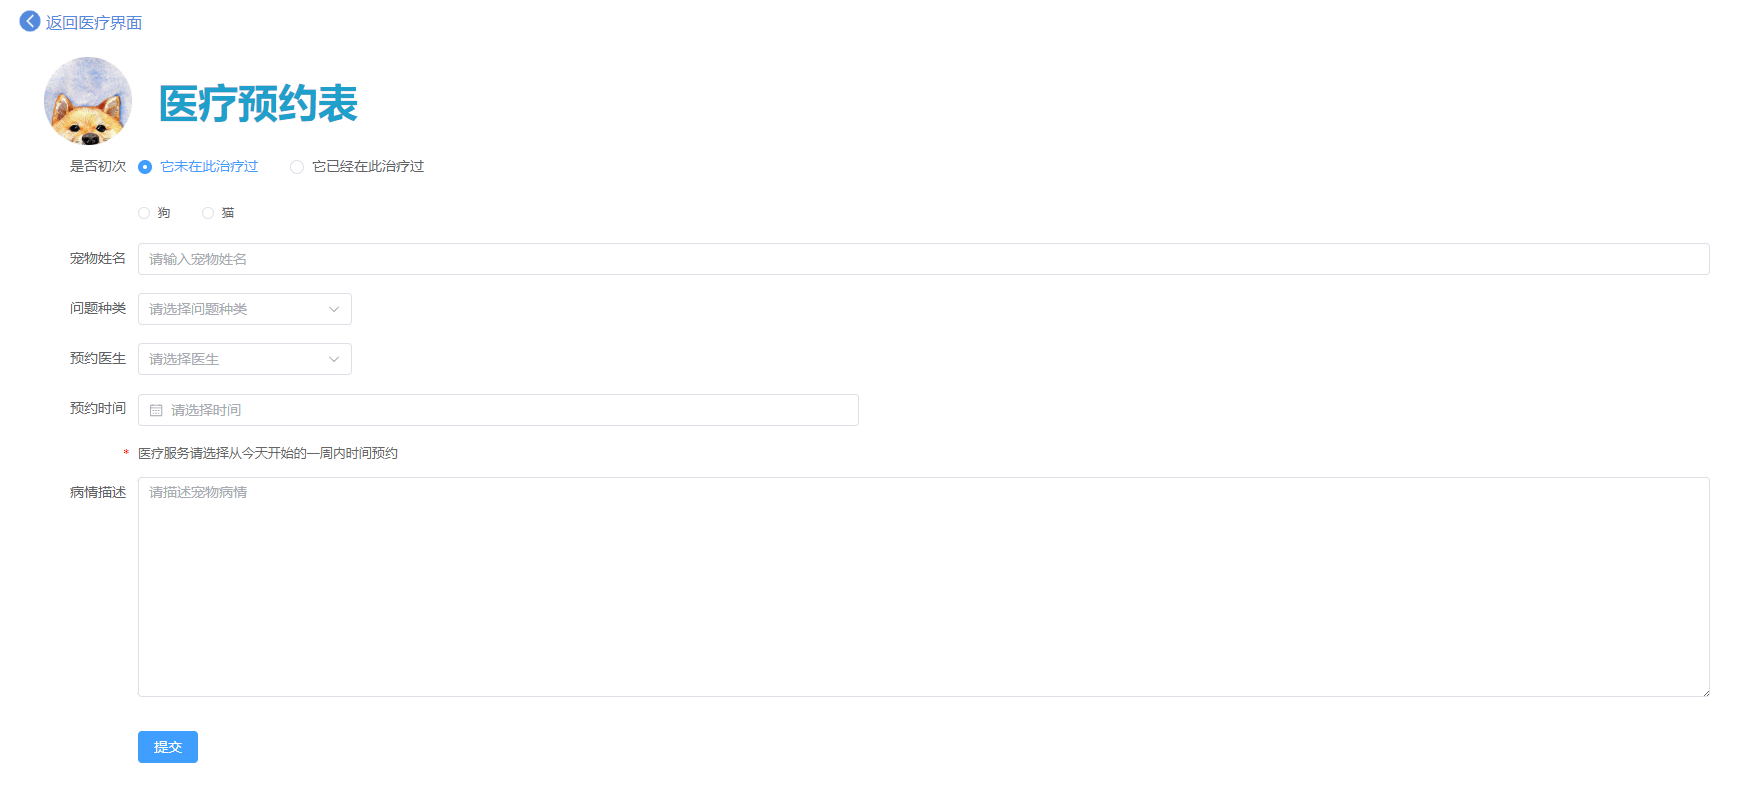 返回医疗界面
医疗预约表
是否初次 它未在此治疗过 它已经在此治疗过
狗 猫
宠物姓名 请输入宠物姓名
问题种类 请选择问题种类
预约医生 请选择医生
预约时间 请选择时间
* 医疗服务请选择从今天开始的一周内时间预约
病情描述 请描述宠物病情
提交